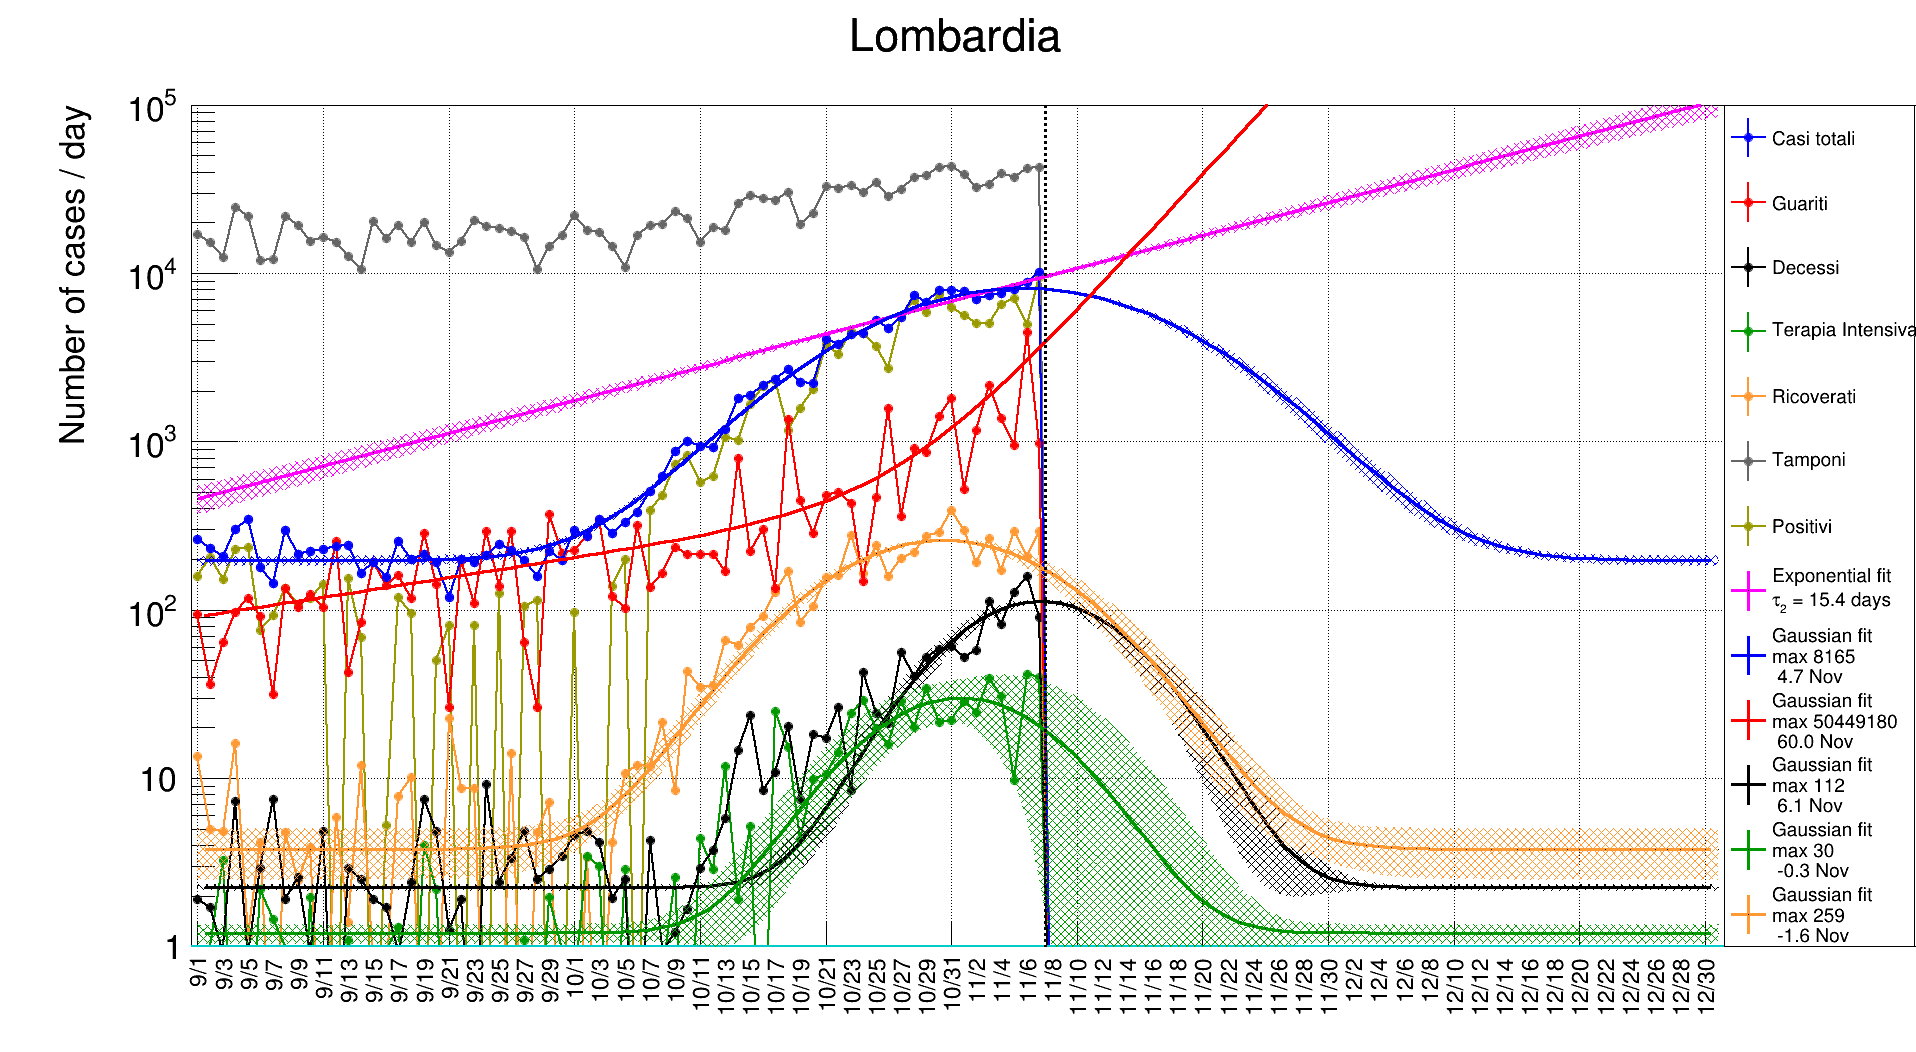 Lombardia
Number of cases / day
10^5
10^4
10^3
10^2
10
1
9/1
9/3
9/5
9/7
9/9
9/11
9/13
9/15
9/17
9/19
9/21
9/23
9/25
9/27
9/29
10/1
10/3
10/5
10/7
10/9
10/11
10/13
10/15
10/17
10/19
10/21
10/23
10/25
10/27
10/29
10/31
11/2
11/4
11/6
11/8
11/10
11/12
11/14
11/16
11/18
11/20
11/22
11/24
11/26
11/28
11/30
12/2
12/4
12/6
12/8
12/10
12/12
12/14
12/16
12/18
12/20
12/22
12/24
12/26
12/28
12/30
Casi totali
Guariti
Decessi
Terapia Intensiva
Ricoverati
Tamponi
Positivi
Exponential fit
τ₂ = 15.4 days
Gaussian fit
max 8165
4.7 Nov
Gaussian fit
max 50449180
60.0 Nov
Gaussian fit
max 112
6.1 Nov
Gaussian fit
max 30
-0.3 Nov
Gaussian fit
max 259
-1.6 Nov